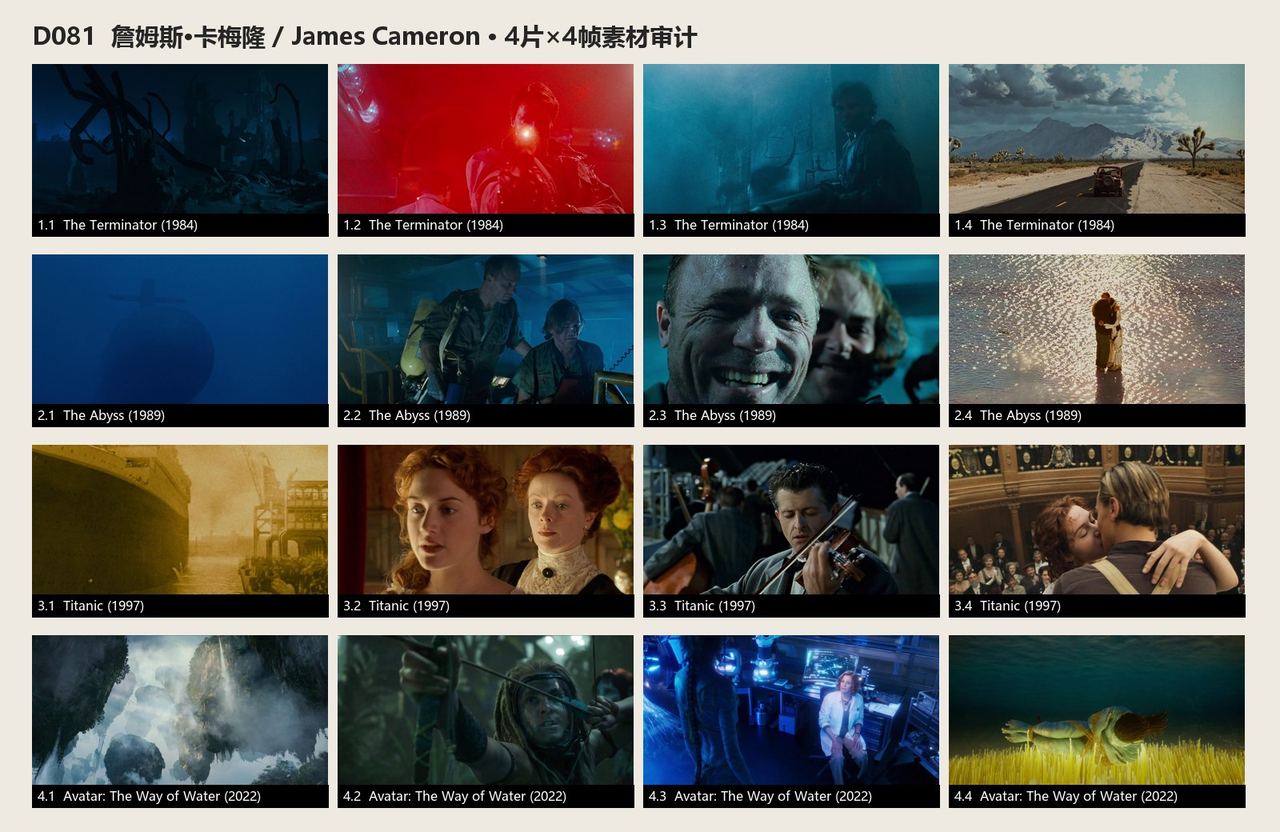 D081 詹姆斯•卡梅隆 / James Cameron • 4片×4帧素材审计
1.1 The Terminator (1984)
1.2 The Terminator (1984)
1.3 The Terminator (1984)
1.4 The Terminator (1984)
2.1 The Abyss (1989)
2.2 The Abyss (1989)
2.3 The Abyss (1989)
2.4 The Abyss (1989)
3.1 Titanic (1997)
3.2 Titanic (1997)
3.3 Titanic (1997)
3.4 Titanic (1997)
4.1 Avatar: The Way of Water (2022)
4.2 Avatar: The Way of Water (2022)
4.3 Avatar: The Way of Water (2022)
4.4 Avatar: The Way of Water (2022)